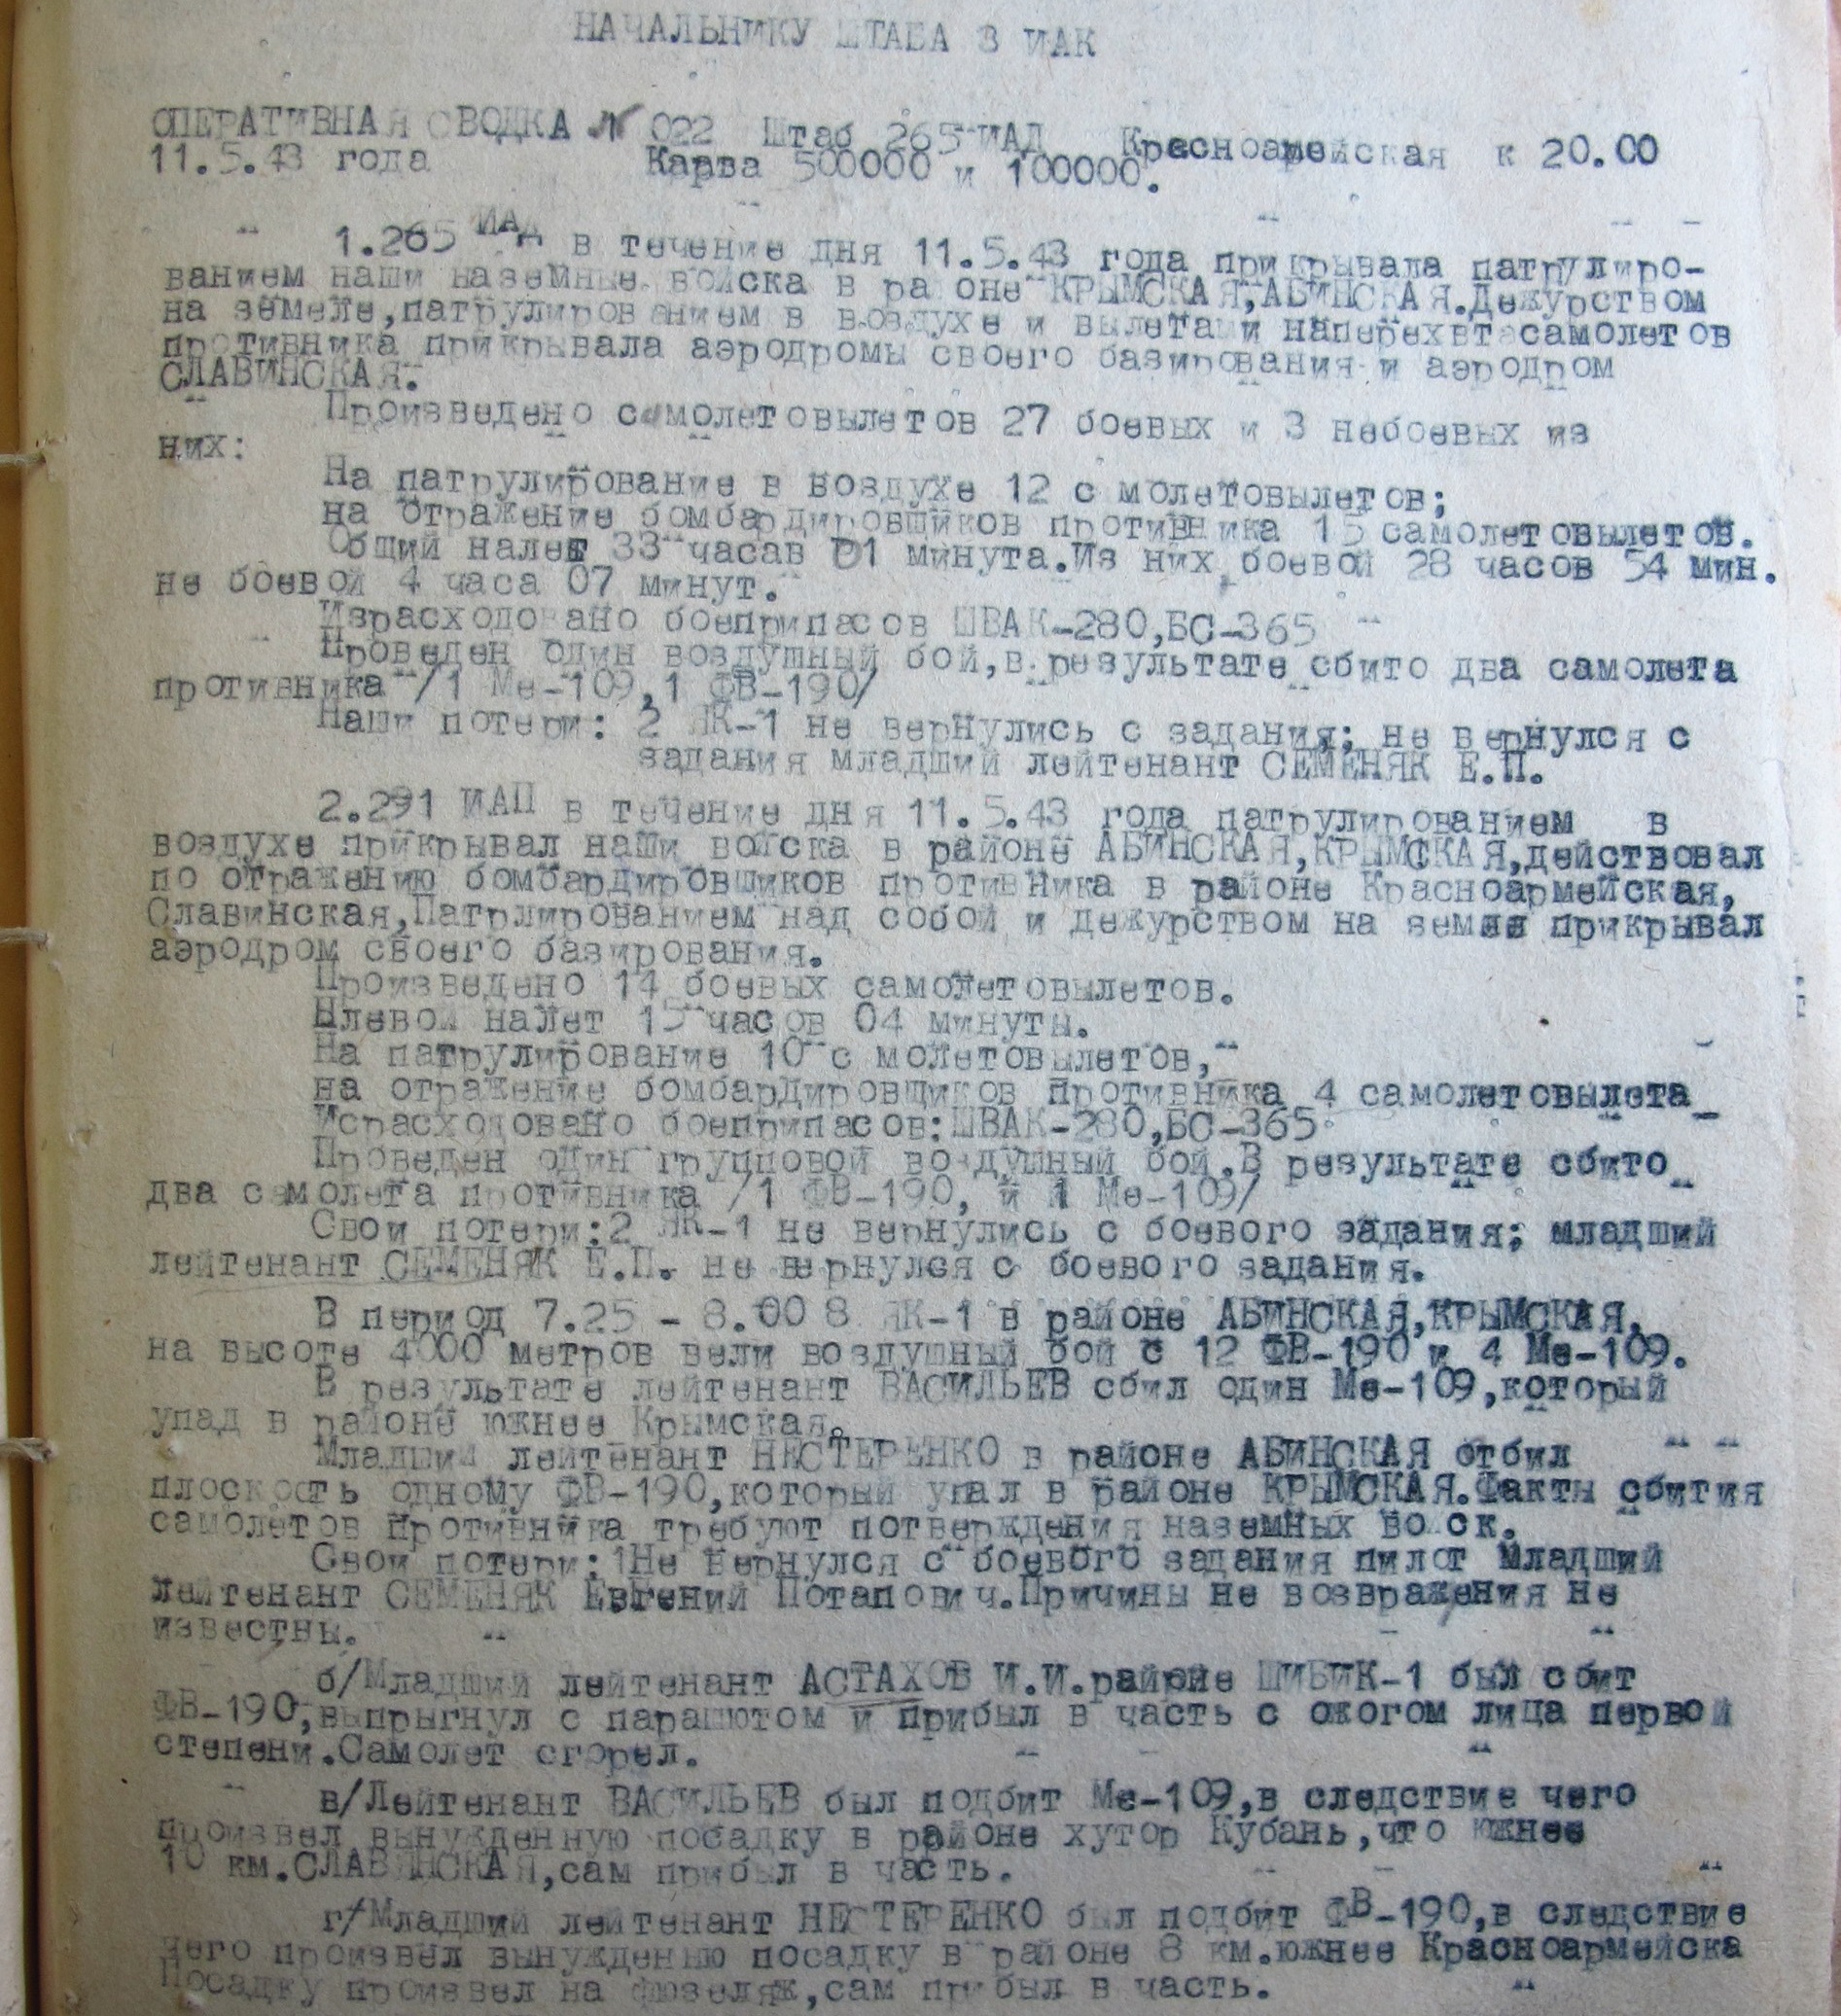 НАЧАЛЬНИКУ ШТАБА 3 ИАК
ОПЕРАТИВНАЯ СВОДКА № 022 Штаб 265 ИАД Красноармейская к 20.00
11.5.43 года Карта 500000 и 100000.
1.265 ИАД в течение дня 11.5.43 года прикрывала патрулиро-
ванием наши наземные войска в районе КРЫМСКАЯ,АБИНСКАЯ.Дежурством
на земеле,патрулированием в воздухе и вылетами наперехвтасамолетов
противника прикрывала аэродромы своего базирования и аэродром
СЛАВИНСКАЯ.
Произведено самолетовылетов 27 боевых и 3 небоевых из
них:
На патрулирование в воздухе 12 с молетовылетов;
на отражение бомбардировщиков противника 15 самолетовылетов.
Общий налет 33 часав 01 минута.Из них боевой 28 часов 54 мин.
не боевой 4 часа 07 минут.
Израсходовано боеприпасов ШВАК-280,БС-365
Проведен один воздушный бой,в результате сбито два самолета
противника /1 Ме-109,1 ФВ-190/
Наши потери: 2 ЯК-1 не вернулись с задания; не вернулся с
задания младший лейтенант СЕМЕНЯК Е.П.
2.291 ИАП в течение дня 11.5.43 года патрулированием в
воздухе прикрывал наши войска в районе АБИНСКАЯ,КРЫМСКАЯ,действовал
по отражению бомбардировщиков противника в районе Красноармейская,
Славинская,Патрлированием над собой и дежурством на земле прикрывал
аэродром своего базирования.
Произведено 14 боевых самолетовылетов.
Блевой налет 15 часов 04 минуты.
На патрулирование 10 с молетовылетов,
на отражение бомбардировщиков противника 4 самолетовылета
Исрасходовано боеприпасов:ШВАК-280,БС-365
Проведен один групповой воздушный бой.В результате сбито
два самолета противника /1 ФВ-190, и 1 Ме-109/
Свои потери:2 ЯК-1 не вернулись с боевого задания; младший
лейтенант СЕМЕНЯК Е.П. не вернулся с боевого задания.
В период 7.25 - 8.00 8 ЯК-1 в районе АБИНСКАЯ,КРЫМСКАЯ,
на высоте 4000 метров вели воздушный бой с 12 ФВ-190 и 4 Ме-109.
В результате лейтенант ВАСИЛЬЕВ сбил один Ме-109,который
упад в районе южнее Крымская.
Младший лейтенант НЕСТЕРЕНКО в районе АБИНСКАЯ отбил
плоскость одному ФВ-190,который упал в районе КРЫМСКАЯ.Факты сбития
самолетов противника требуют потверждения наземных войск.
Свои потери:1Не вернулся с боевого задания пилот младший
лейтенант СЕМЕНЯК Евгений Потапович.Причины не возвражения не
известны.
б/Младший лейтенант АСТАХОВ И.И.райрйе ШИБИК-1 был сбит
ФВ-190,выпрыгнул с парашютом и прибыл в часть с ожогом лица первой
степени.Самолет сгорел.
в/Лейтенант ВАСИЛЬЕВ был подбит Ме-109,в следствие чего
произвел вынужденную посадку в районе хутор Кубань,что южнее
10 км.СЛАВИНСКАЯ,сам прибыл в часть.
г/Младший лейтенант НЕСТЕРЕНКО был подбит ФВ-190,в следствие
чего произвел вынуждению посадку в районе 8 км.южнее Красноармейска
Посадку произвел на фюзеляж,сам прибыл в часть.